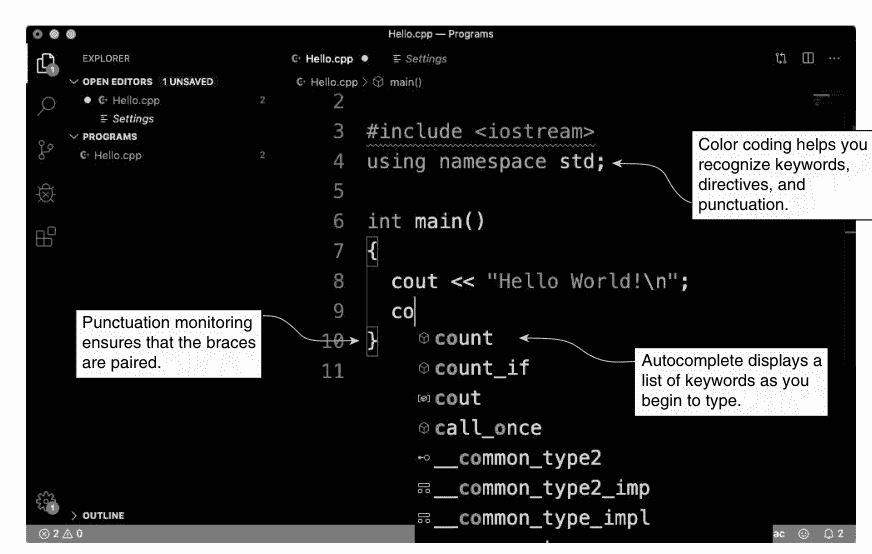 Hello.cpp — Programs
EXPLORER
OPEN EDITORS 1 UNSAVED
Hello.cpp 2
Settings
PROGRAMS
Hello.cpp 2
OUTLINE
1
1
Hello.cpp Settings
Hello.cpp > main()
2
3 #include <iostream>
4 using namespace std;
5
6 int main()
7 {
8 cout << "Hello World!\n";
9 co
10 }
11
count
count_if
cout
call_once
__common_type2
__common_type2_imp
__common_type_impl
Color coding helps you
recognize keywords,
directives, and
punctuation.
Punctuation monitoring
ensures that the braces
are paired.
Autocomplete displays a
list of keywords as you
begin to type.
2 0
ac 2